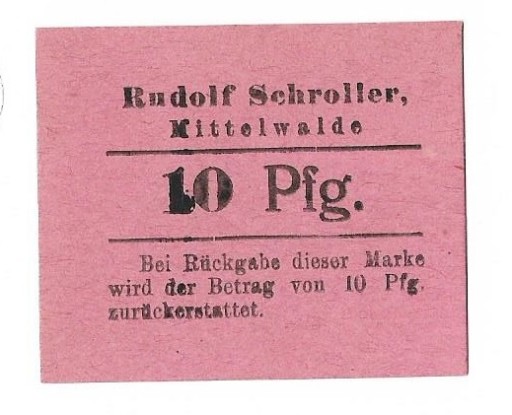 Rudolf Schroller,
Mittelwalde
10 Pfg.
Bei Rückgabe dieser Marke
wird der Betrag von 10 Pfg.
zurückerstattet.